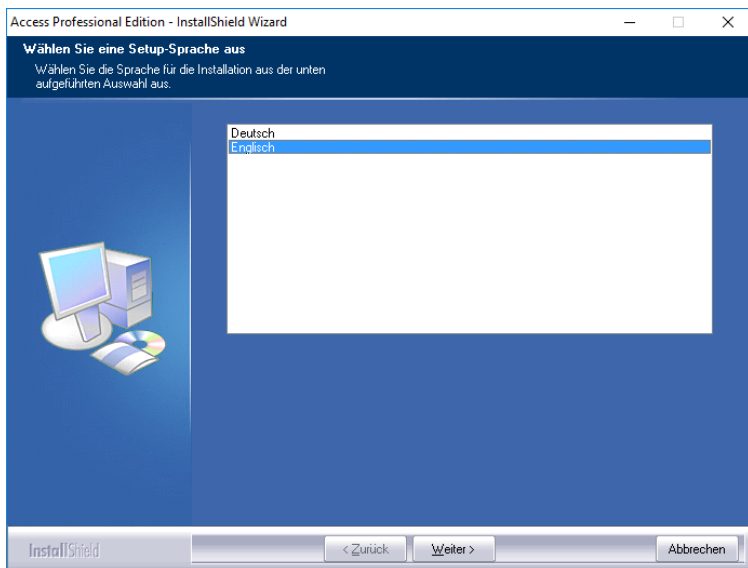 Access Professional Edition - InstallShield Wizard
Wählen Sie eine Setup-Sprache aus
Wählen Sie die Sprache für die Installation aus der unten
aufgeführten Auswahl aus.
Deutsch
Englisch
InstallShield
< Zurück
Weiter >
Abbrechen